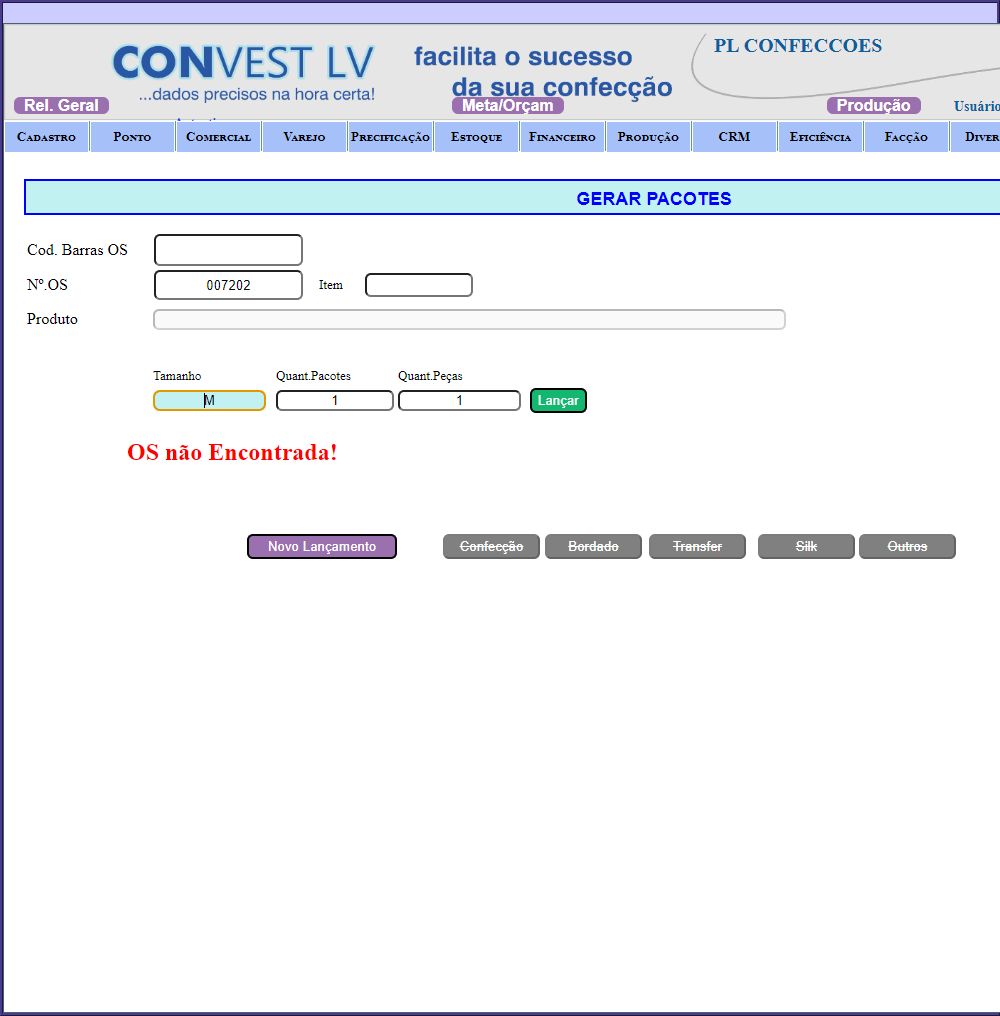 CONVEST LV
...dados precisos na hora certa!
facilita o sucesso
da sua confecção
PL CONFECCOES
Rel. Geral
Meta/Orçam
Produção
Usuário
CADASTRO PONTO COMERCIAL VAREJO PRECIFICAÇÃO ESTOQUE FINANCEIRO PRODUÇÃO CRM EFICIÊNCIA FACÇÃO DIVER
GERAR PACOTES
Cod. Barras OS
Nº.OS 007202 Item
Produto
Tamanho Quant.Pacotes Quant.Peças
M 1 1 Lançar
OS não Encontrada!
Novo Lançamento Confecção Bordado Transfer Silk Outros